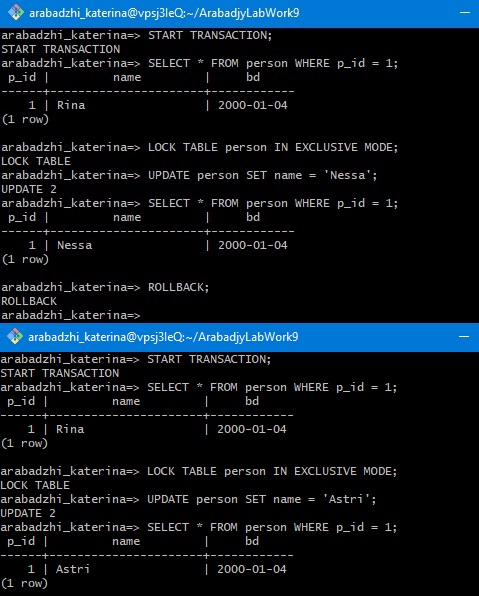 arabadzhi_katerina@vpsj3leQ:~/ArabadjyLabWork9
arabadzhi_katerina=> START TRANSACTION;
START TRANSACTION
arabadzhi_katerina=> SELECT * FROM person WHERE p_id = 1;
 p_id |         name         |     bd
------+----------------------+------------
    1 | Rina                 | 2000-01-04
(1 row)
arabadzhi_katerina=> LOCK TABLE person IN EXCLUSIVE MODE;
LOCK TABLE
arabadzhi_katerina=> UPDATE person SET name = 'Nessa';
UPDATE 2
arabadzhi_katerina=> SELECT * FROM person WHERE p_id = 1;
 p_id |         name         |     bd
------+----------------------+------------
    1 | Nessa                | 2000-01-04
(1 row)
arabadzhi_katerina=> ROLLBACK;
ROLLBACK
arabadzhi_katerina=>
arabadzhi_katerina@vpsj3leQ:~/ArabadjyLabWork9
arabadzhi_katerina=> START TRANSACTION;
START TRANSACTION
arabadzhi_katerina=> SELECT * FROM person WHERE p_id = 1;
 p_id |         name         |     bd
------+----------------------+------------
    1 | Rina                 | 2000-01-04
(1 row)
arabadzhi_katerina=> LOCK TABLE person IN EXCLUSIVE MODE;
LOCK TABLE
arabadzhi_katerina=> UPDATE person SET name = 'Astri';
UPDATE 2
arabadzhi_katerina=> SELECT * FROM person WHERE p_id = 1;
 p_id |         name         |     bd
------+----------------------+------------
    1 | Astri                | 2000-01-04
(1 row)